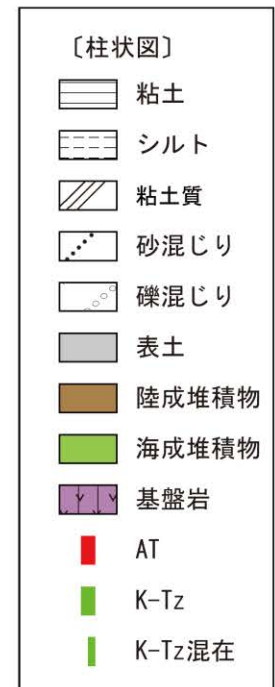 〔柱状図〕
粘土
シルト
粘土質
砂混じり
礫混じり
表土
陸成堆積物
海成堆積物
基盤岩
AT
K-Tz
K-Tz混在